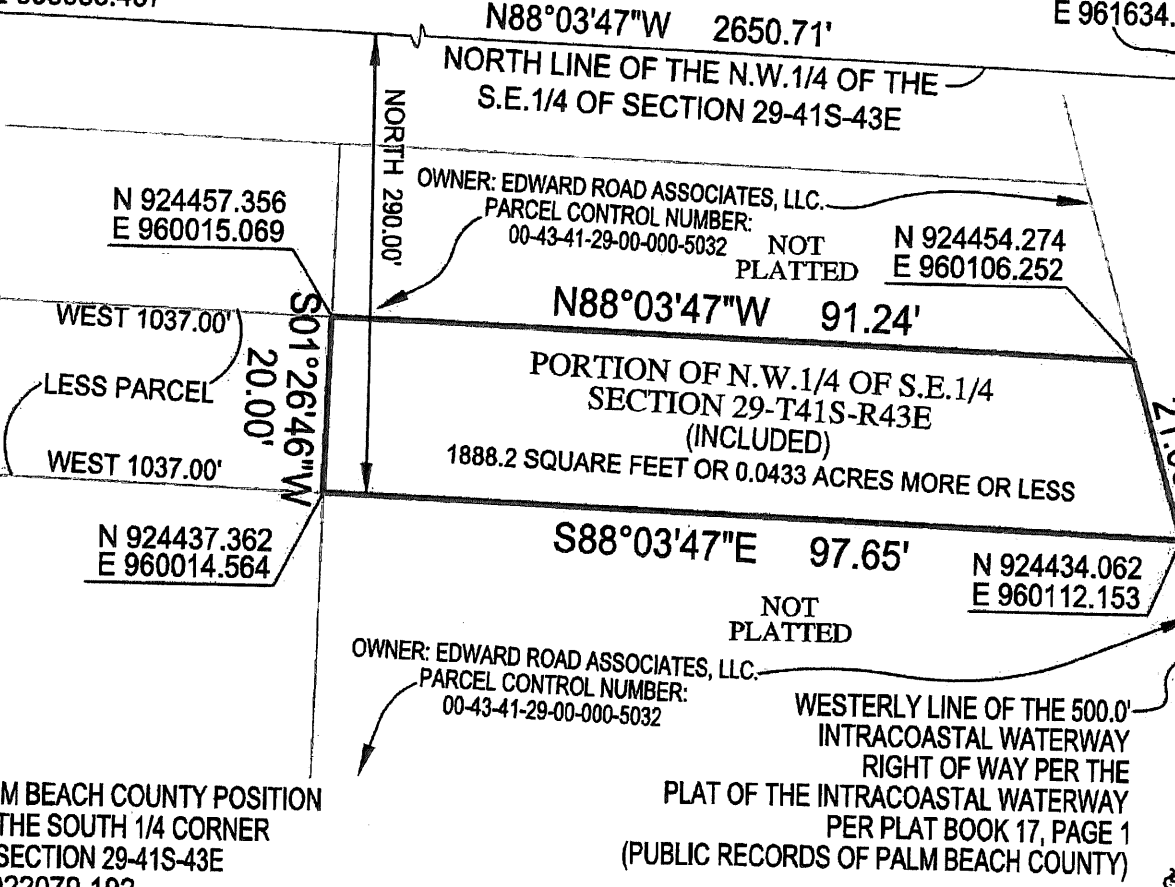 N88°03'47"W 2650.71'
E 961634.
NORTH LINE OF THE N.W.1/4 OF THE
S.E.1/4 OF SECTION 29-41S-43E
NORTH 290.00'
OWNER: EDWARD ROAD ASSOCIATES, LLC.
PARCEL CONTROL NUMBER:
00-43-41-29-00-000-5032
NOT
PLATTED
N 924457.356
E 960015.069
N 924454.274
E 960106.252
N88°03'47"W 91.24'
WEST 1037.00'
LESS PARCEL
WEST 1037.00'
S01°26'46"W
20.00'
PORTION OF N.W.1/4 OF S.E.1/4
SECTION 29-T41S-R43E
(INCLUDED)
1888.2 SQUARE FEET OR 0.0433 ACRES MORE OR LESS
S88°03'47"E 97.65'
N 924437.362
E 960014.564
N 924434.062
E 960112.153
NOT
PLATTED
OWNER: EDWARD ROAD ASSOCIATES, LLC.
PARCEL CONTROL NUMBER:
00-43-41-29-00-000-5032
WESTERLY LINE OF THE 500.0'
INTRACOASTAL WATERWAY
RIGHT OF WAY PER THE
PLAT OF THE INTRACOASTAL WATERWAY
PER PLAT BOOK 17, PAGE 1
(PUBLIC RECORDS OF PALM BEACH COUNTY)
M BEACH COUNTY POSITION
THE SOUTH 1/4 CORNER
SECTION 29-41S-43E